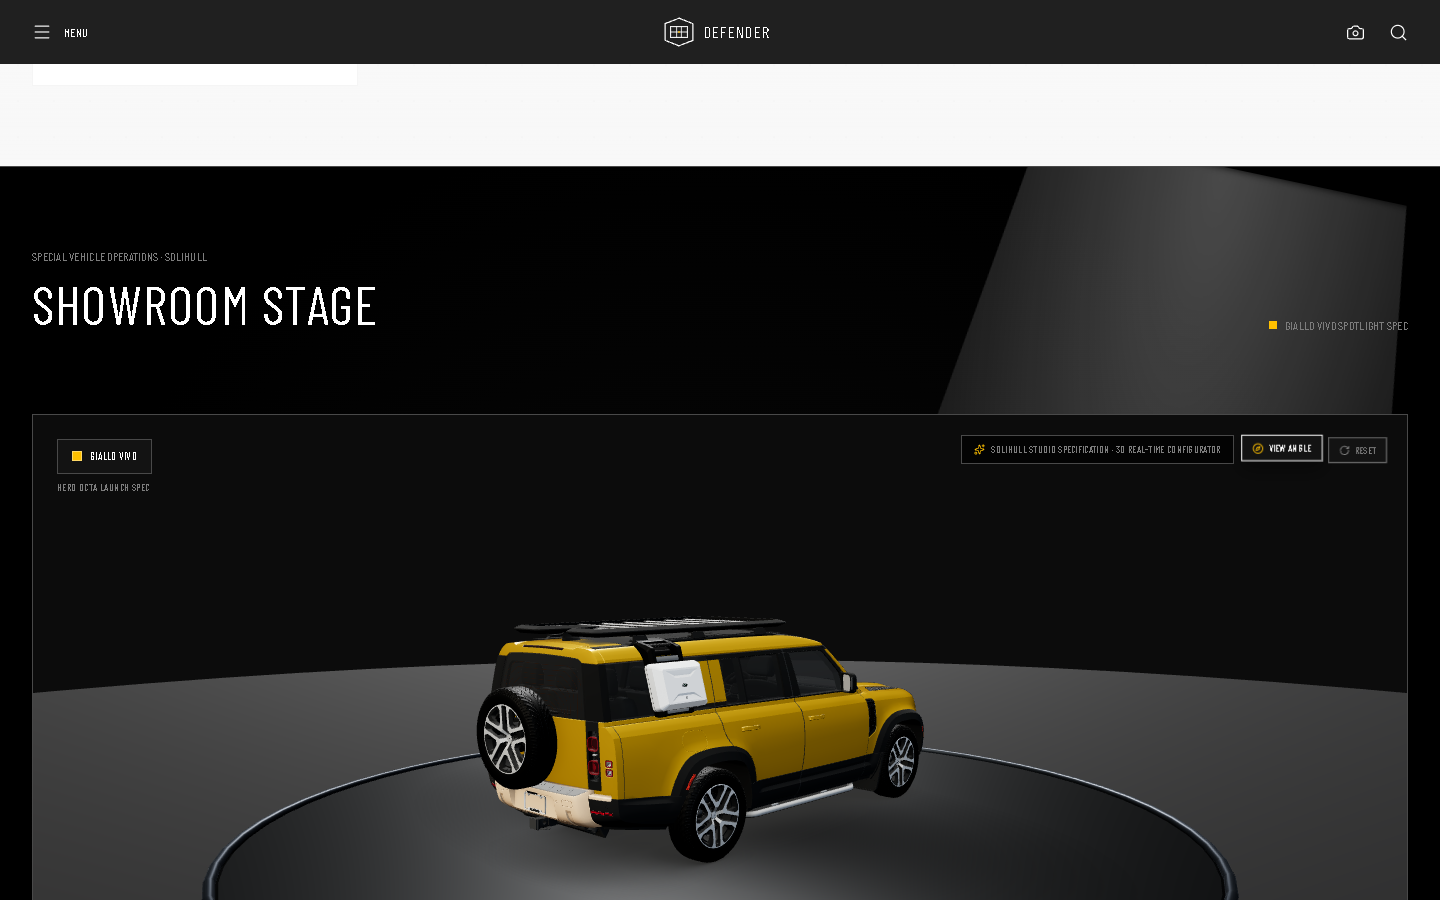 MENU
DEFENDER
SPECIAL VEHICLE OPERATIONS · SOLIHULL
SHOWROOM STAGE
GIALLO VIVO SPOTLIGHT SPEC
GIALLO VIVO
SOLIHULL STUDIO SPECIFICATION · 3D REAL-TIME CONFIGURATOR
VIEW ANGLE
RESET
HERO OCTA LAUNCH SPEC